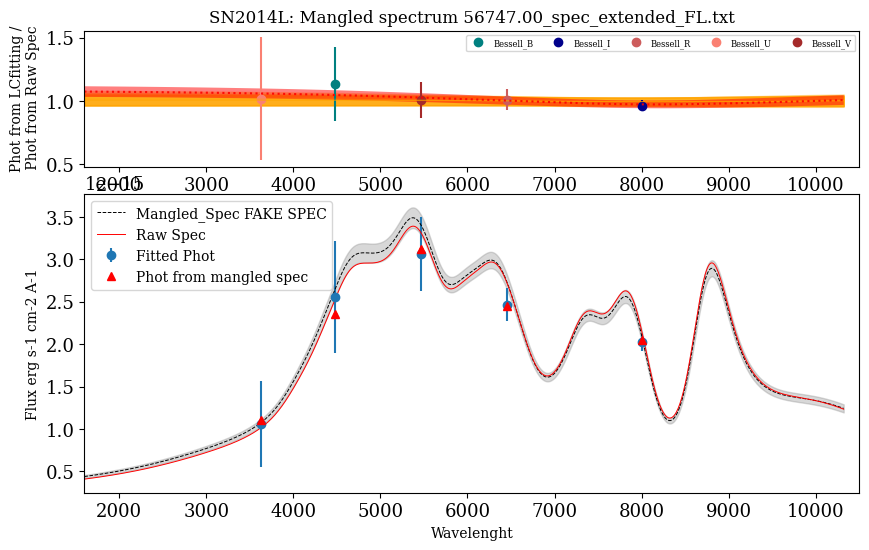 SN2014L: Mangled spectrum 56747.00_spec_extended_FL.txt
Phot from LCfitting /
Phot from Raw Spec
1.5
1.0
0.5
Bessell_B Bessell_I Bessell_R Bessell_U Bessell_V
2000 3000 4000 5000 6000 7000 8000 9000 10000
1e−15
Flux erg s-1 cm-2 A-1
3.5
3.0
2.5
2.0
1.5
1.0
0.5
Mangled_Spec FAKE SPEC
Raw Spec
Fitted Phot
Phot from mangled spec
2000 3000 4000 5000 6000 7000 8000 9000 10000
Wavelenght